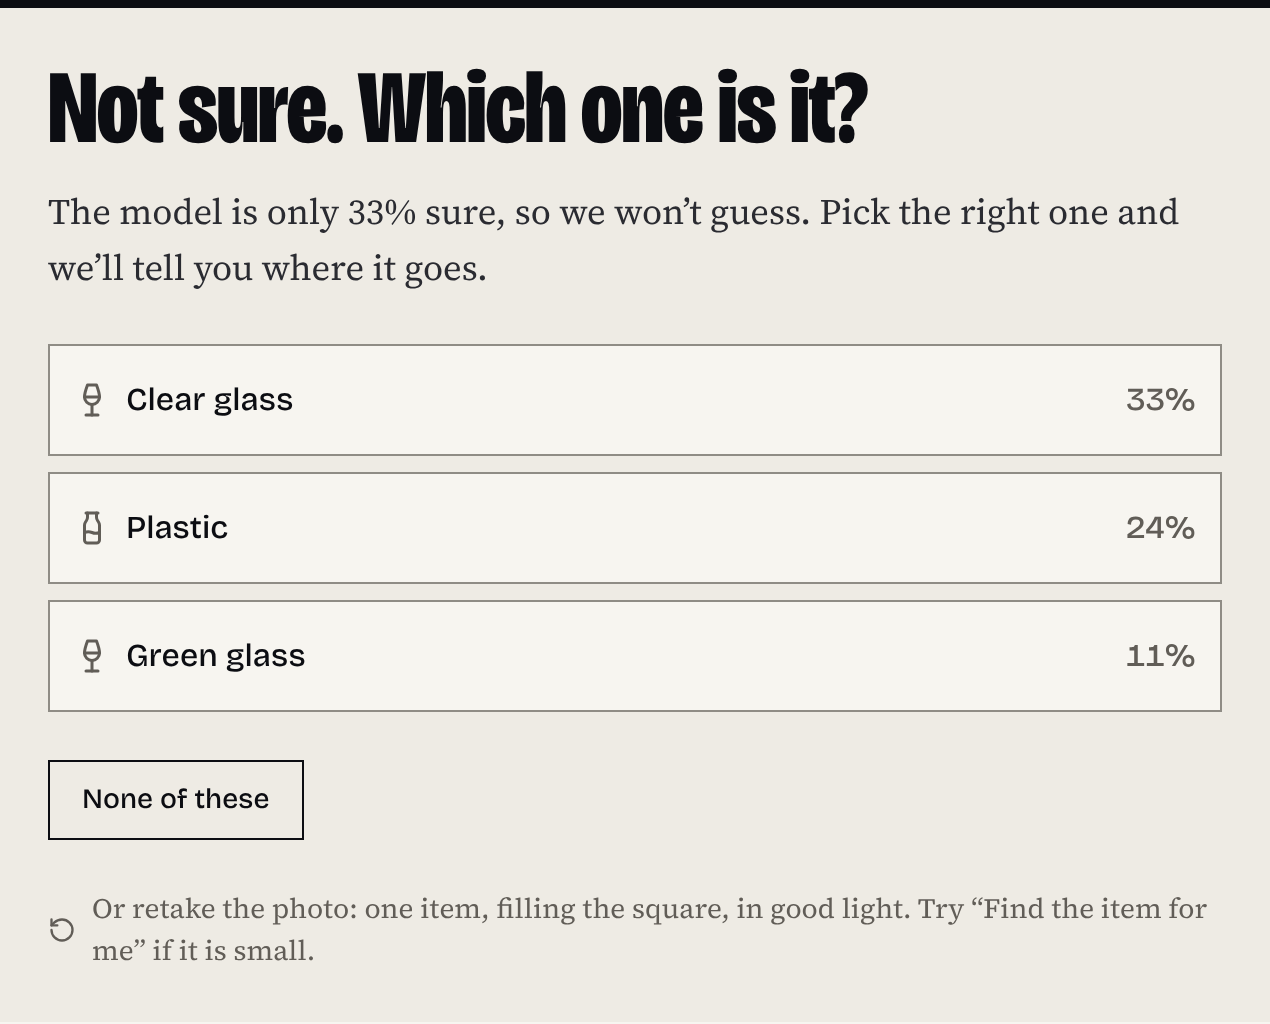 Not sure. Which one is it?
The model is only 33% sure, so we won’t guess. Pick the right one and
we’ll tell you where it goes.
Clear glass 33%
Plastic 24%
Green glass 11%
None of these
Or retake the photo: one item, filling the square, in good light. Try “Find the item for
me” if it is small.